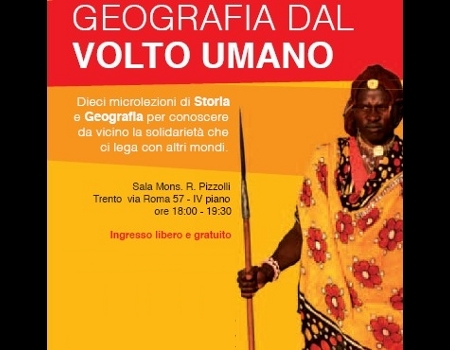 GEOGRAFIA DAL
VOLTO UMANO
Dieci microlezioni di Storia
e Geografia per conoscere
da vicino la solidarietà che
ci lega con altri mondi.
Sala Mons. R. Pizzolli
Trento via Roma 57 - IV piano
ore 18:00 - 19:30
Ingresso libero e gratuito